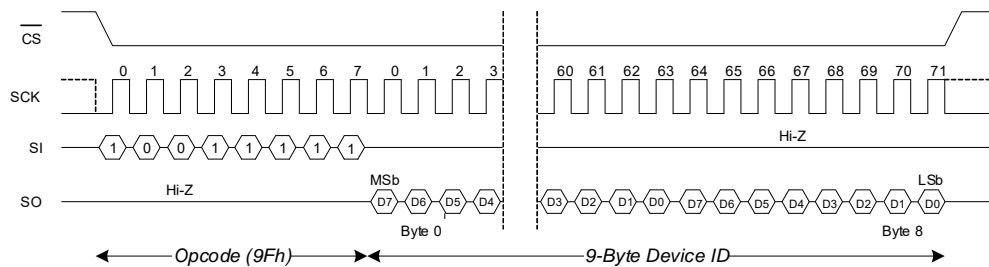 CS
0 1 2 3 4 5 6 7 0 1 2 3 60 61 62 63 64 65 66 67 68 69 70 71
SCK
Hi-Z
SI 1 0 0 1 1 1 1 1
Hi-Z MSb LSb
SO D7 D6 D5 D4 D3 D2 D1 D0 D7 D6 D5 D4 D3 D2 D1 D0
Byte 0 Byte 8
Opcode (9Fh) 9-Byte Device ID